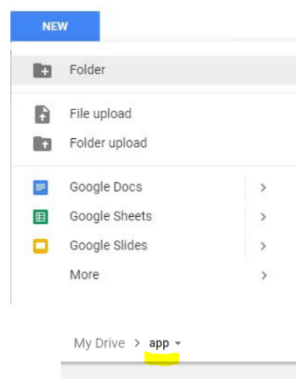 NEW
Folder
File upload
Folder upload
Google Docs >
Google Sheets >
Google Slides >
More >
My Drive > app